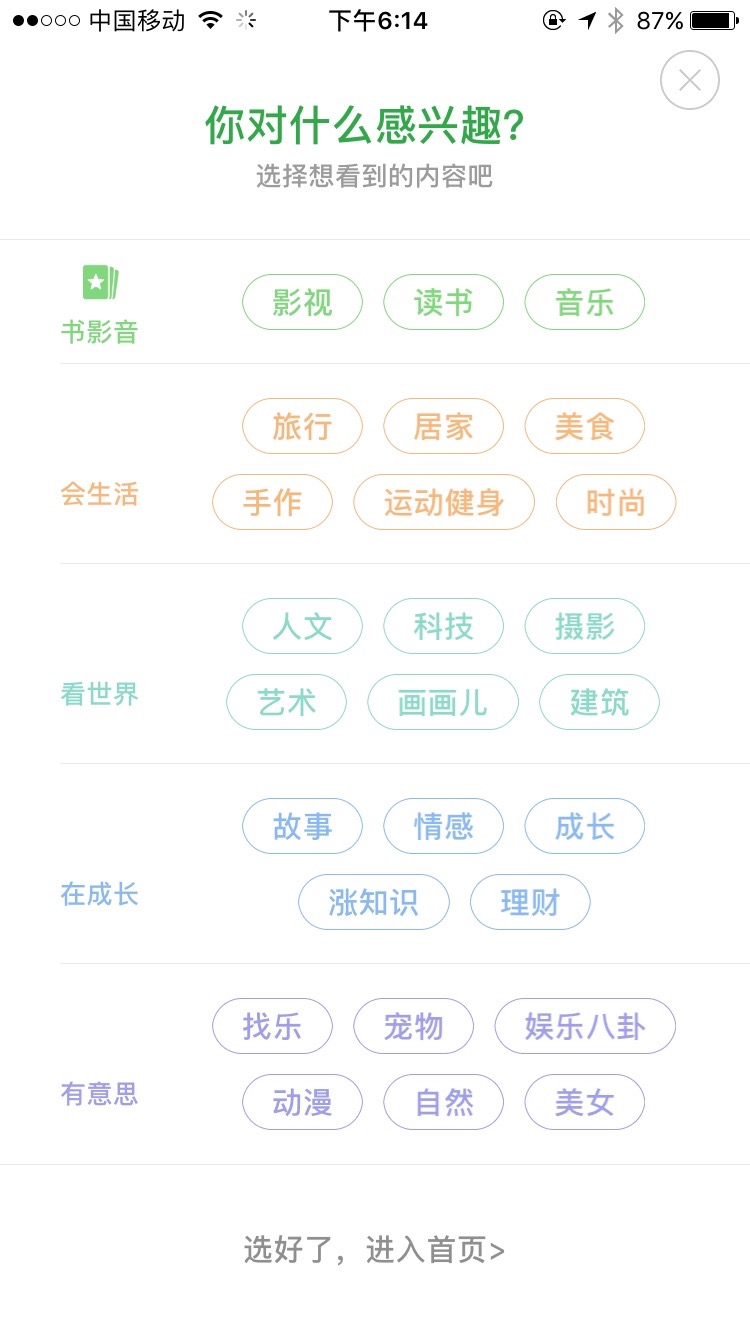 中国移动 下午6:14 87%
你对什么感兴趣?
选择想看到的内容吧
书影音
影视 读书 音乐
会生活
旅行 居家 美食
手作 运动健身 时尚
看世界
人文 科技 摄影
艺术 画画儿 建筑
在成长
故事 情感 成长
涨知识 理财
有意思
找乐 宠物 娱乐八卦
动漫 自然 美女
选好了，进入首页>